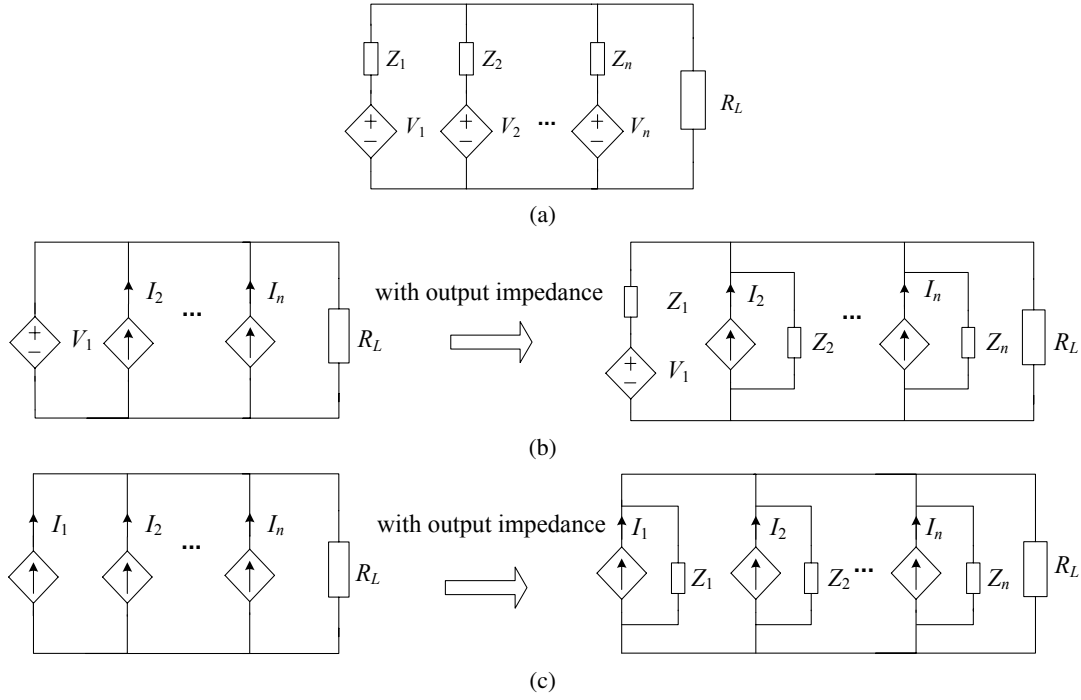 Z1 Z2 Zn
V1 V2 ... Vn RL
(a)
I2 ... In
V1 RL
with output impedance
Z1 I2 In
Z2 ... Zn RL
V1
(b)
I1 I2 ... In
RL
with output impedance
I1 I2 In
Z1 Z2 ... Zn RL
(c)